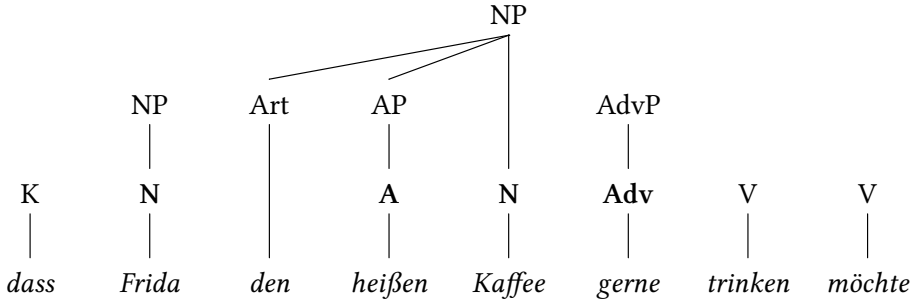 NP
NP Art AP AdvP
K N A N Adv V V
dass Frida den heißen Kaffee gerne trinken möchte